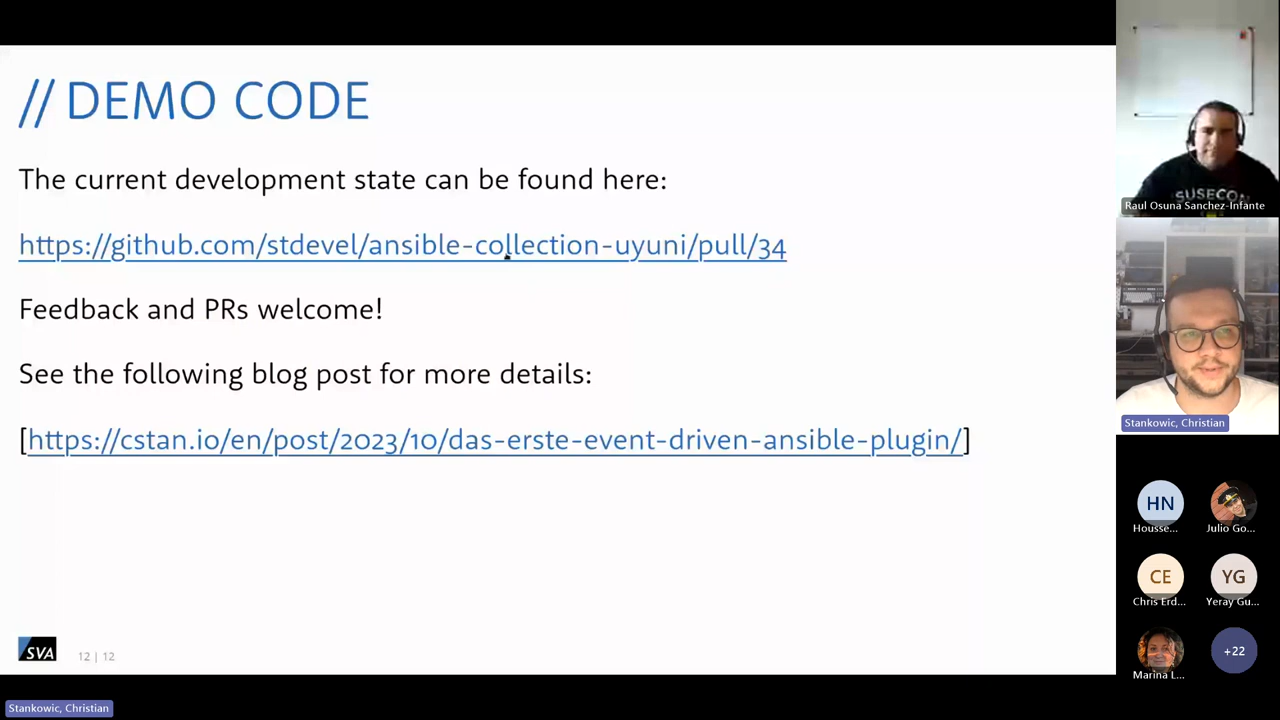 // DEMO CODE
The current development state can be found here:
https://github.com/stdevel/ansible-collection-uyuni/pull/34
Feedback and PRs welcome!
See the following blog post for more details:
[https://cstan.io/en/post/2023/10/das-erste-event-driven-ansible-plugin/]
SVA
12 | 12
Stankowic, Christian
SUSECON
Raul Osuna Sanchez-Infante
Stankowic, Christian
HN
Housse...
Julio Go...
CE
YG
Chris Erd...
Yeray Gu...
Marina L...
+22